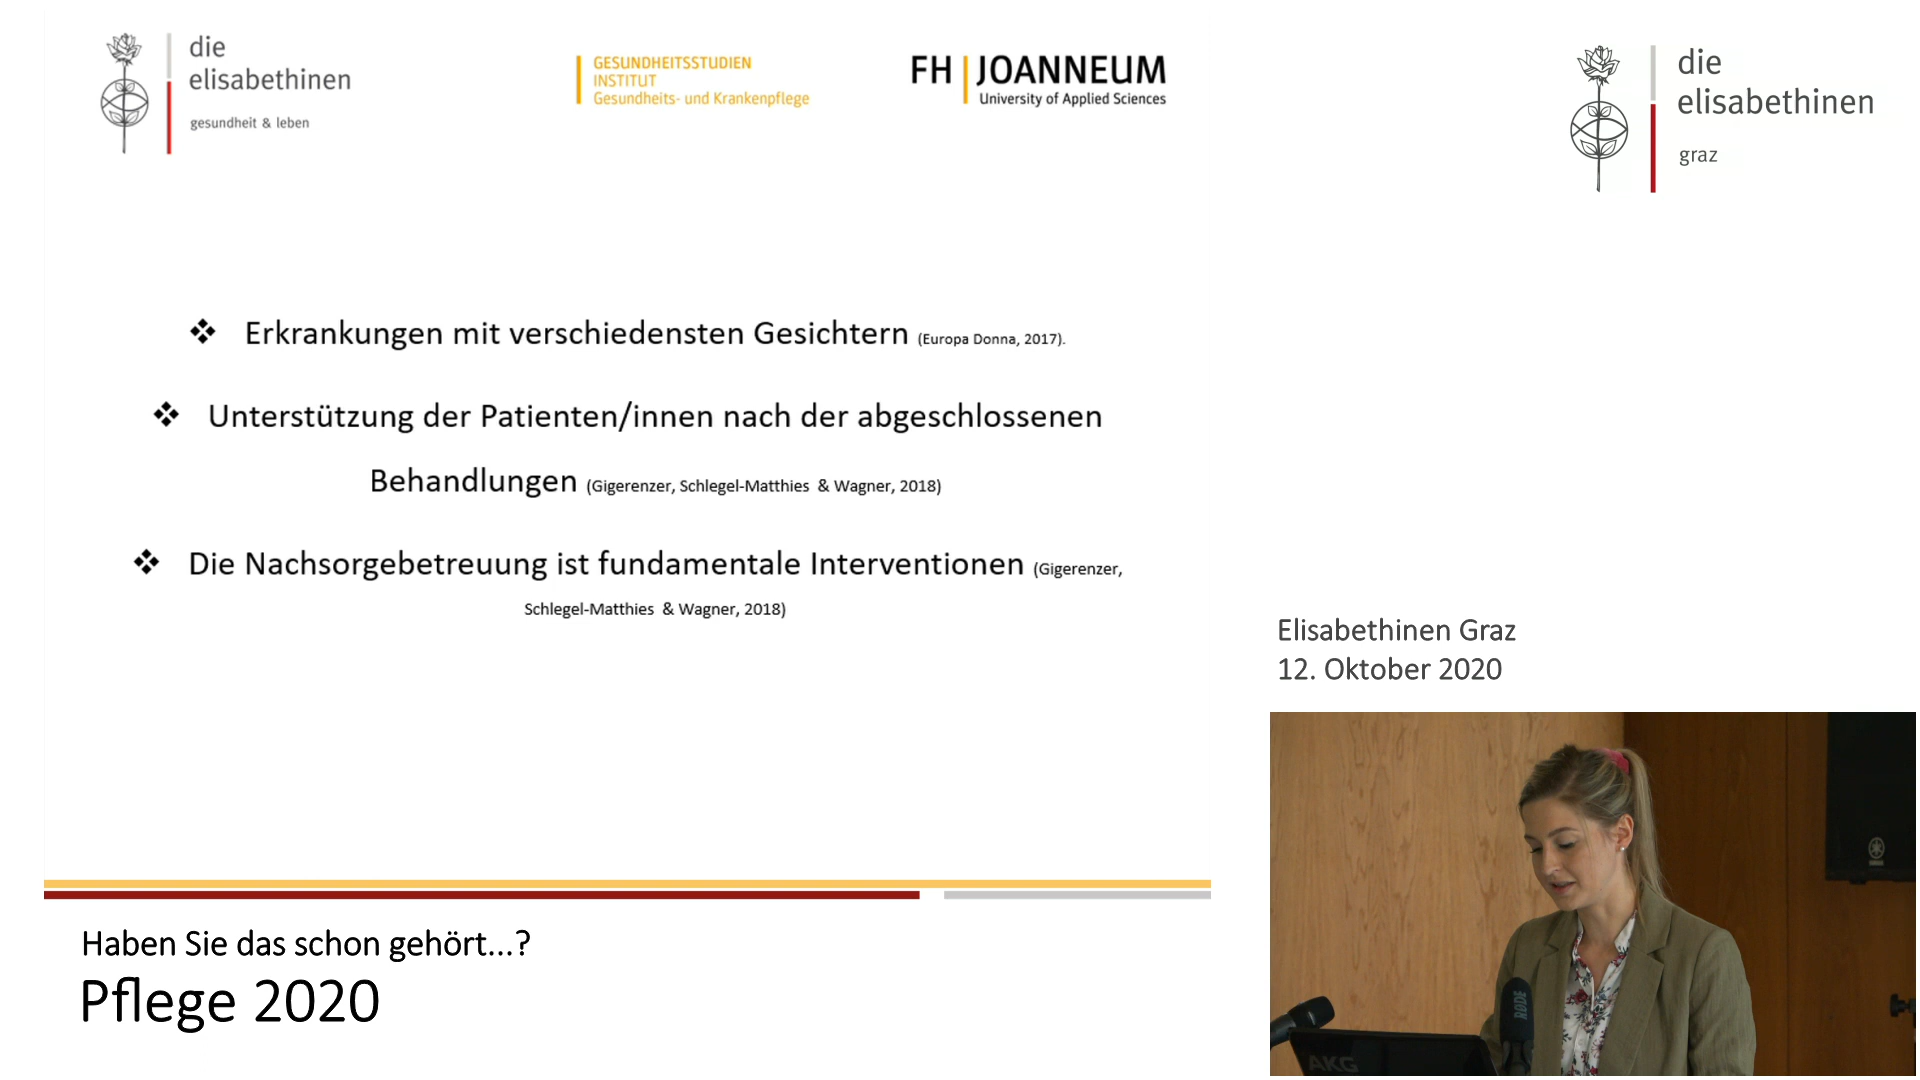 die
elisabethinen
gesundheit & leben
GESUNDHEITSSTUDIEN
INSTITUT
Gesundheits- und Krankenpflege
FH JOANNEUM
University of Applied Sciences
die
elisabethinen
graz
❖ Erkrankungen mit verschiedensten Gesichtern (Europa Donna, 2017).
❖ Unterstützung der Patienten/innen nach der abgeschlossenen
Behandlungen (Gigerenzer, Schlegel-Matthies & Wagner, 2018)
❖ Die Nachsorgebetreuung ist fundamentale Interventionen (Gigerenzer,
Schlegel-Matthies & Wagner, 2018)
Elisabethinen Graz
12. Oktober 2020
RØDE
AKG
Haben Sie das schon gehört...?
Pflege 2020